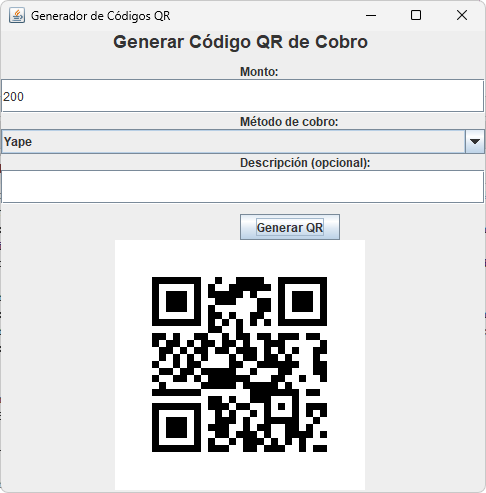 Generador de Códigos QR
Generar Código QR de Cobro
Monto:
200
Método de cobro:
Yape
Descripción (opcional):
Generar QR